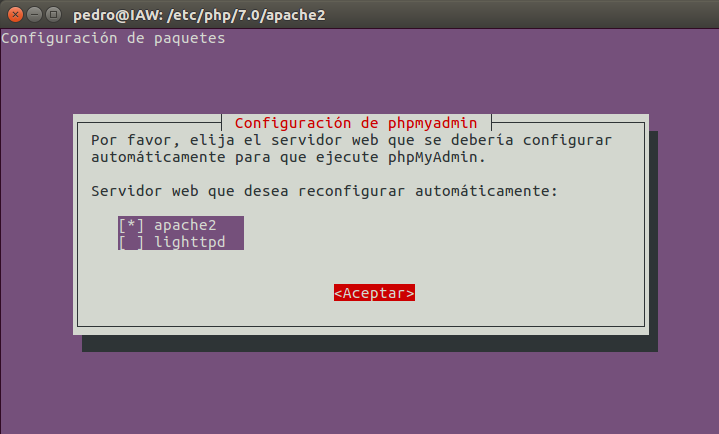 pedro@IAW: /etc/php/7.0/apache2
Configuración de paquetes
Configuración de phpmyadmin
Por favor, elija el servidor web que se debería configurar
automáticamente para que ejecute phpMyAdmin.
Servidor web que desea reconfigurar automáticamente:
[*] apache2
[ ] lighttpd
<Aceptar>